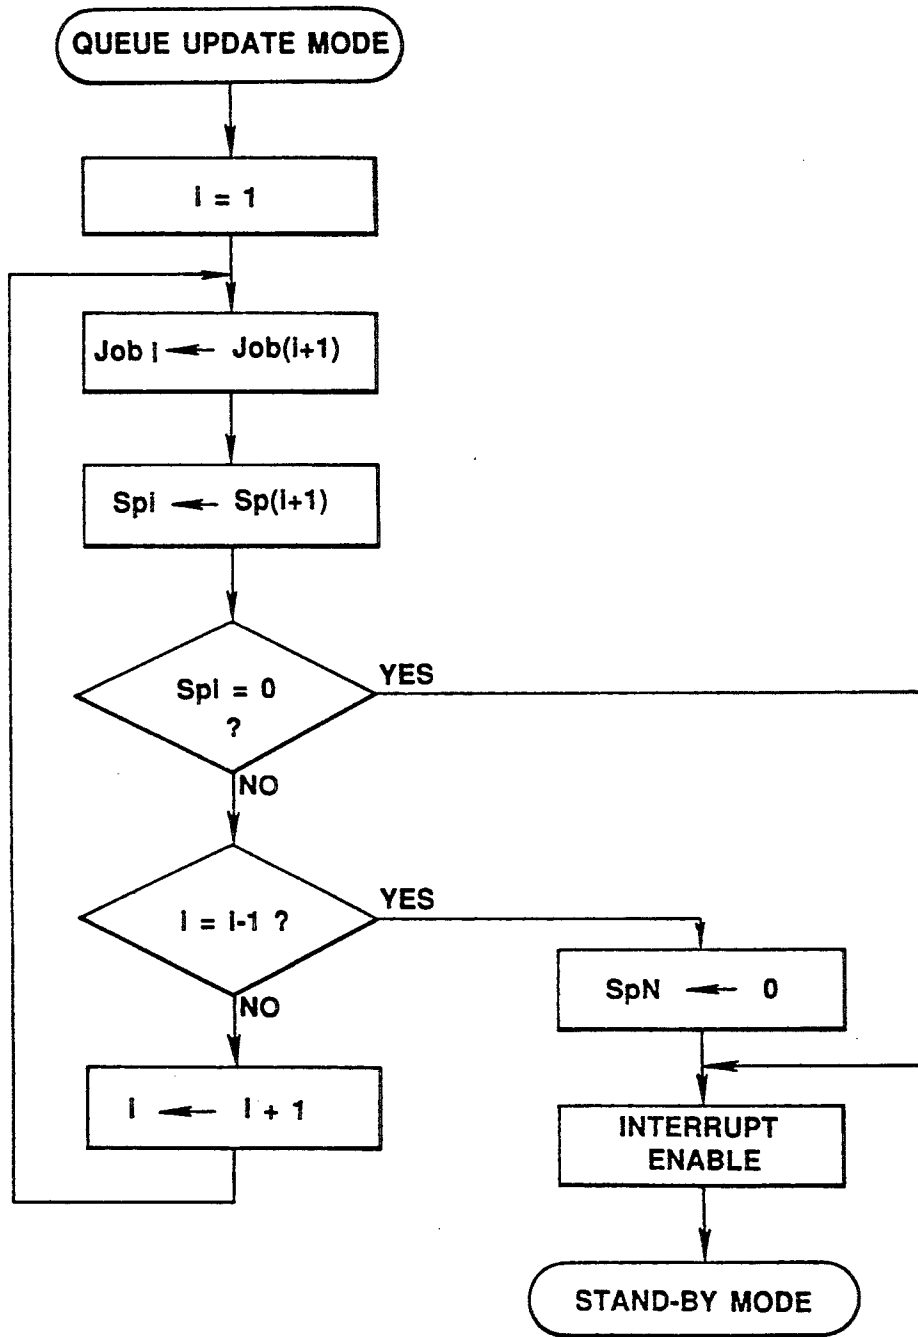 QUEUE UPDATE MODE
i = 1
Job i ← Job(i+1)
Spi ← Sp(i+1)
Spi = 0
?
YES
NO
i = i-1 ?
YES
NO
SpN ← 0
i ← i + 1
INTERRUPT
ENABLE
STAND-BY MODE